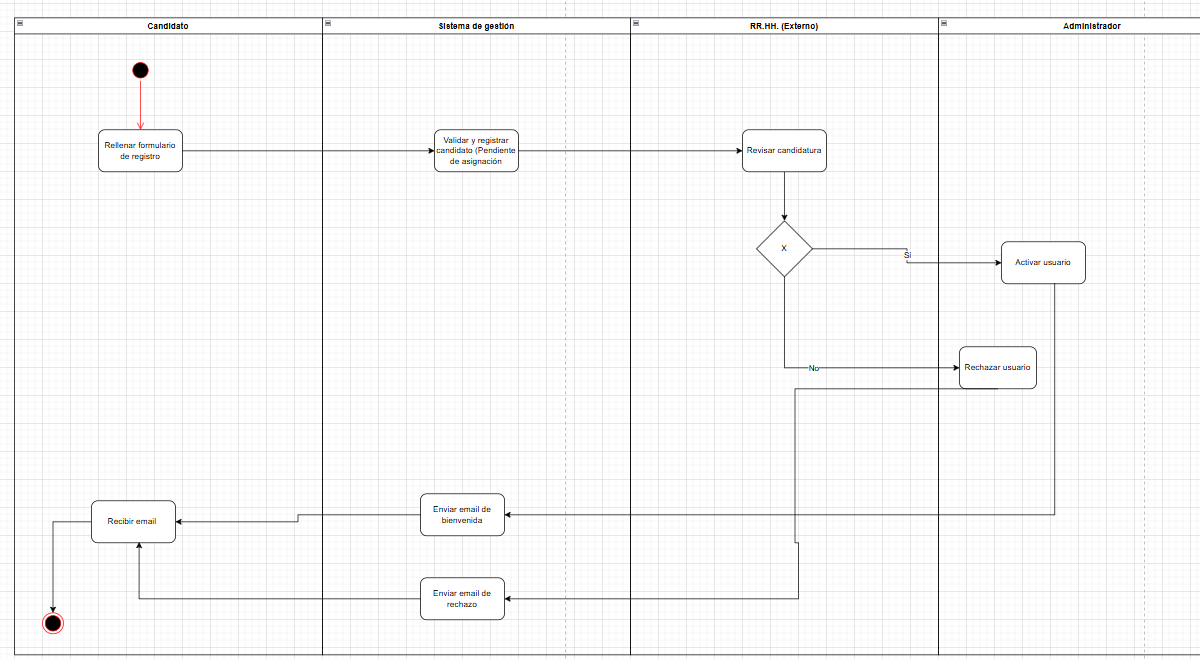 Candidato
Sistema de gestión
RR.HH. (Externo)
Administrador
Rellenar formulario
de registro
Validar y registrar
candidato (Pendiente
de asignación
Revisar candidatura
X
Sí
Activar usuario
No
Rechazar usuario
Recibir email
Enviar email de
bienvenida
Enviar email de
rechazo